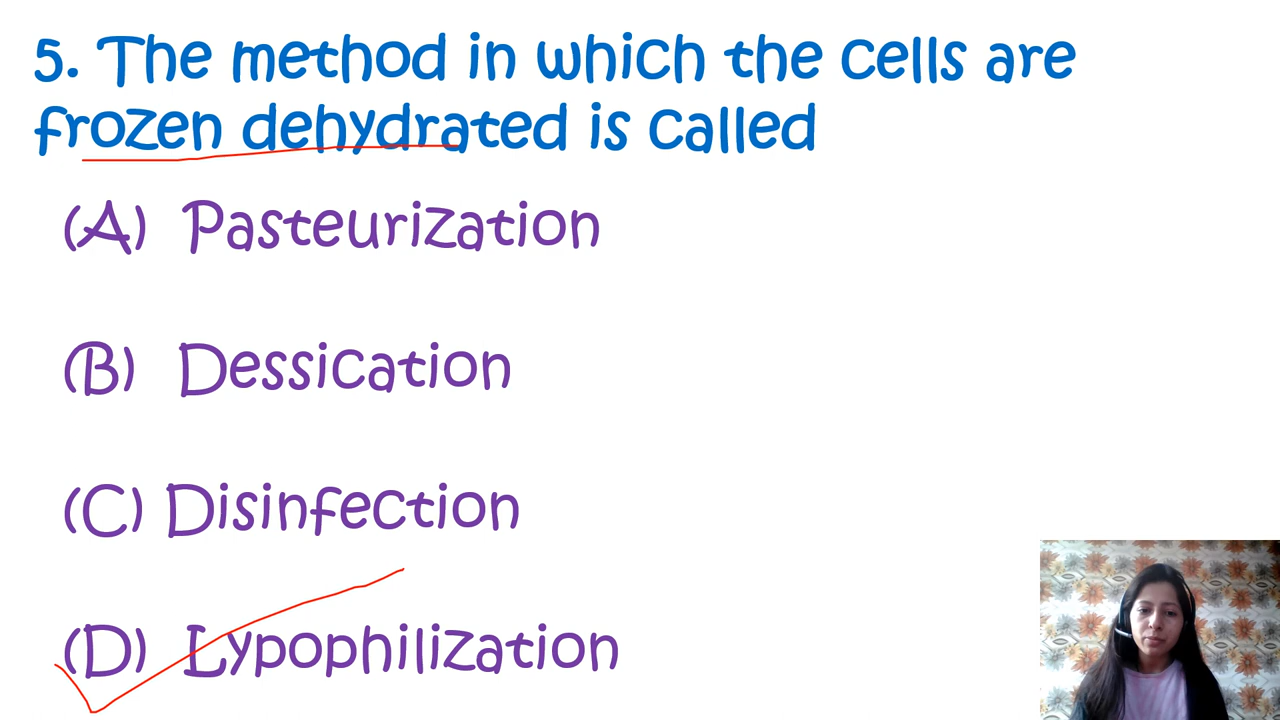 5. The method in which the cells are
frozen dehydrated is called
(A) Pasteurization
(B) Dessication
(C) Disinfection
(D) Lypophilization